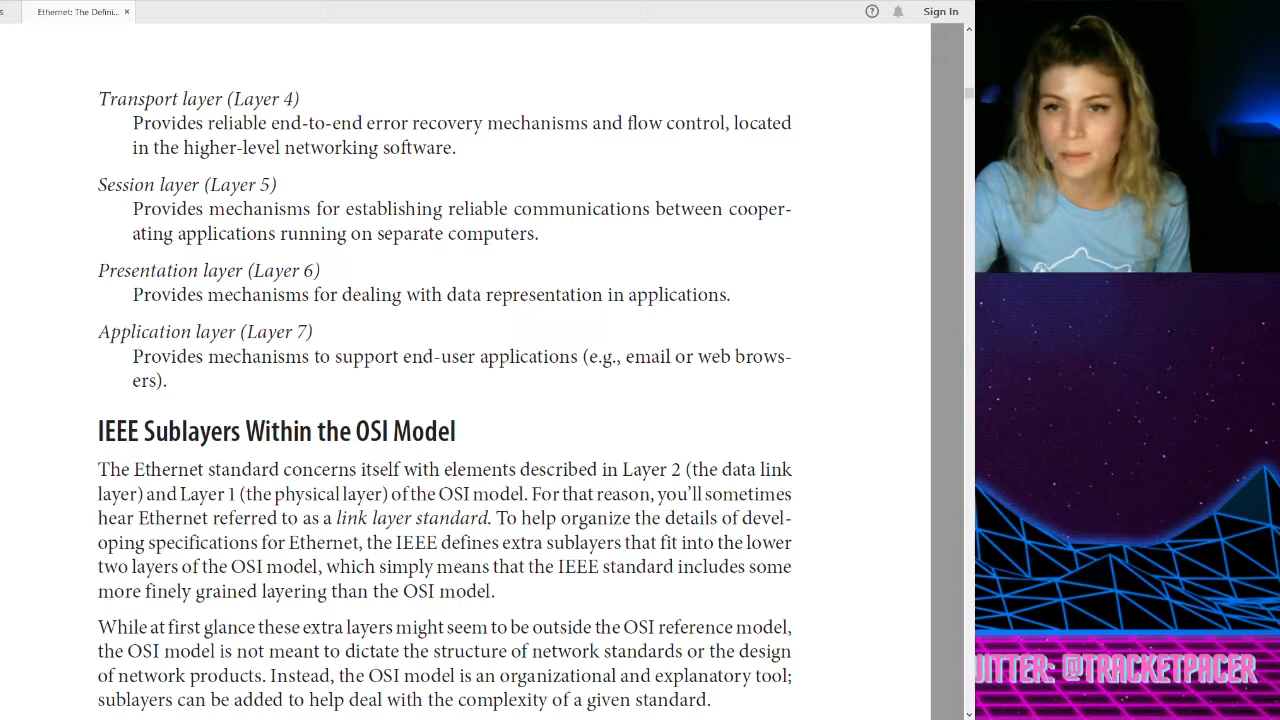 s
Ethernet: The Defini... ×
? Sign In
Transport layer (Layer 4)
Provides reliable end-to-end error recovery mechanisms and flow control, located
in the higher-level networking software.
Session layer (Layer 5)
Provides mechanisms for establishing reliable communications between cooper-
ating applications running on separate computers.
Presentation layer (Layer 6)
Provides mechanisms for dealing with data representation in applications.
Application layer (Layer 7)
Provides mechanisms to support end-user applications (e.g., email or web brows-
ers).
IEEE Sublayers Within the OSI Model
The Ethernet standard concerns itself with elements described in Layer 2 (the data link
layer) and Layer 1 (the physical layer) of the OSI model. For that reason, you’ll sometimes
hear Ethernet referred to as a link layer standard. To help organize the details of devel-
oping specifications for Ethernet, the IEEE defines extra sublayers that fit into the lower
two layers of the OSI model, which simply means that the IEEE standard includes some
more finely grained layering than the OSI model.
While at first glance these extra layers might seem to be outside the OSI reference model,
the OSI model is not meant to dictate the structure of network standards or the design
of network products. Instead, the OSI model is an organizational and explanatory tool;
sublayers can be added to help deal with the complexity of a given standard.
WITTER: @TRACKETPACER